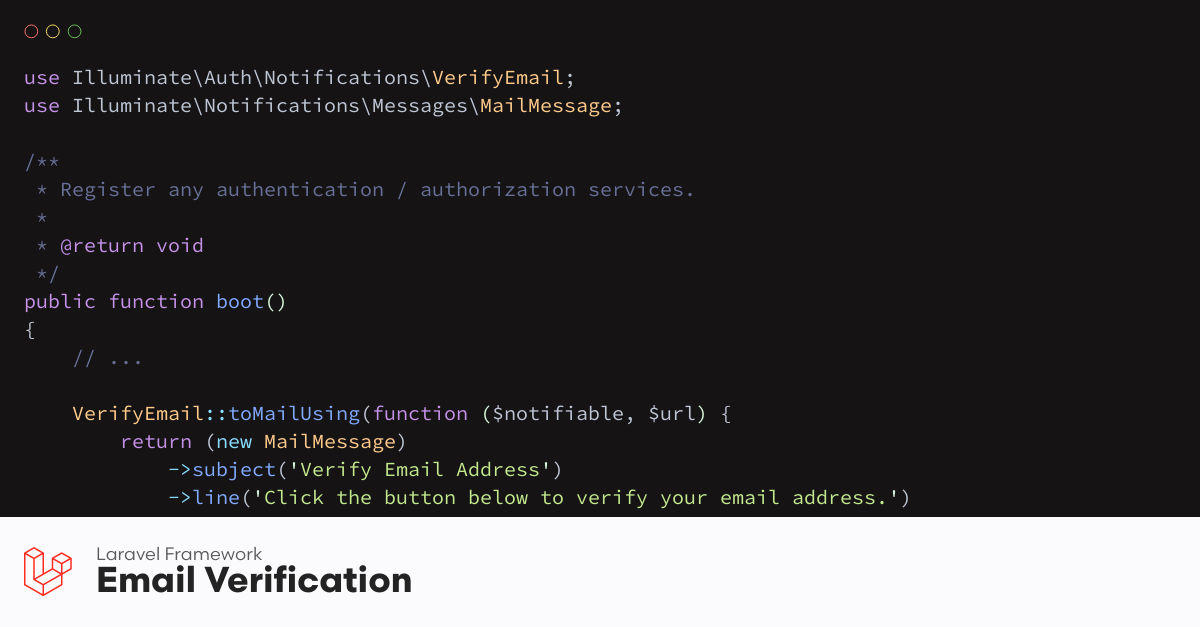 use Illuminate\Auth\Notifications\VerifyEmail;
use Illuminate\Notifications\Messages\MailMessage;
/**
 * Register any authentication / authorization services.
 *
 * @return void
 */
public function boot()
{
    // ...
    VerifyEmail::toMailUsing(function ($notifiable, $url) {
        return (new MailMessage)
            ->subject('Verify Email Address')
            ->line('Click the button below to verify your email address.')
Laravel Framework
Email Verification